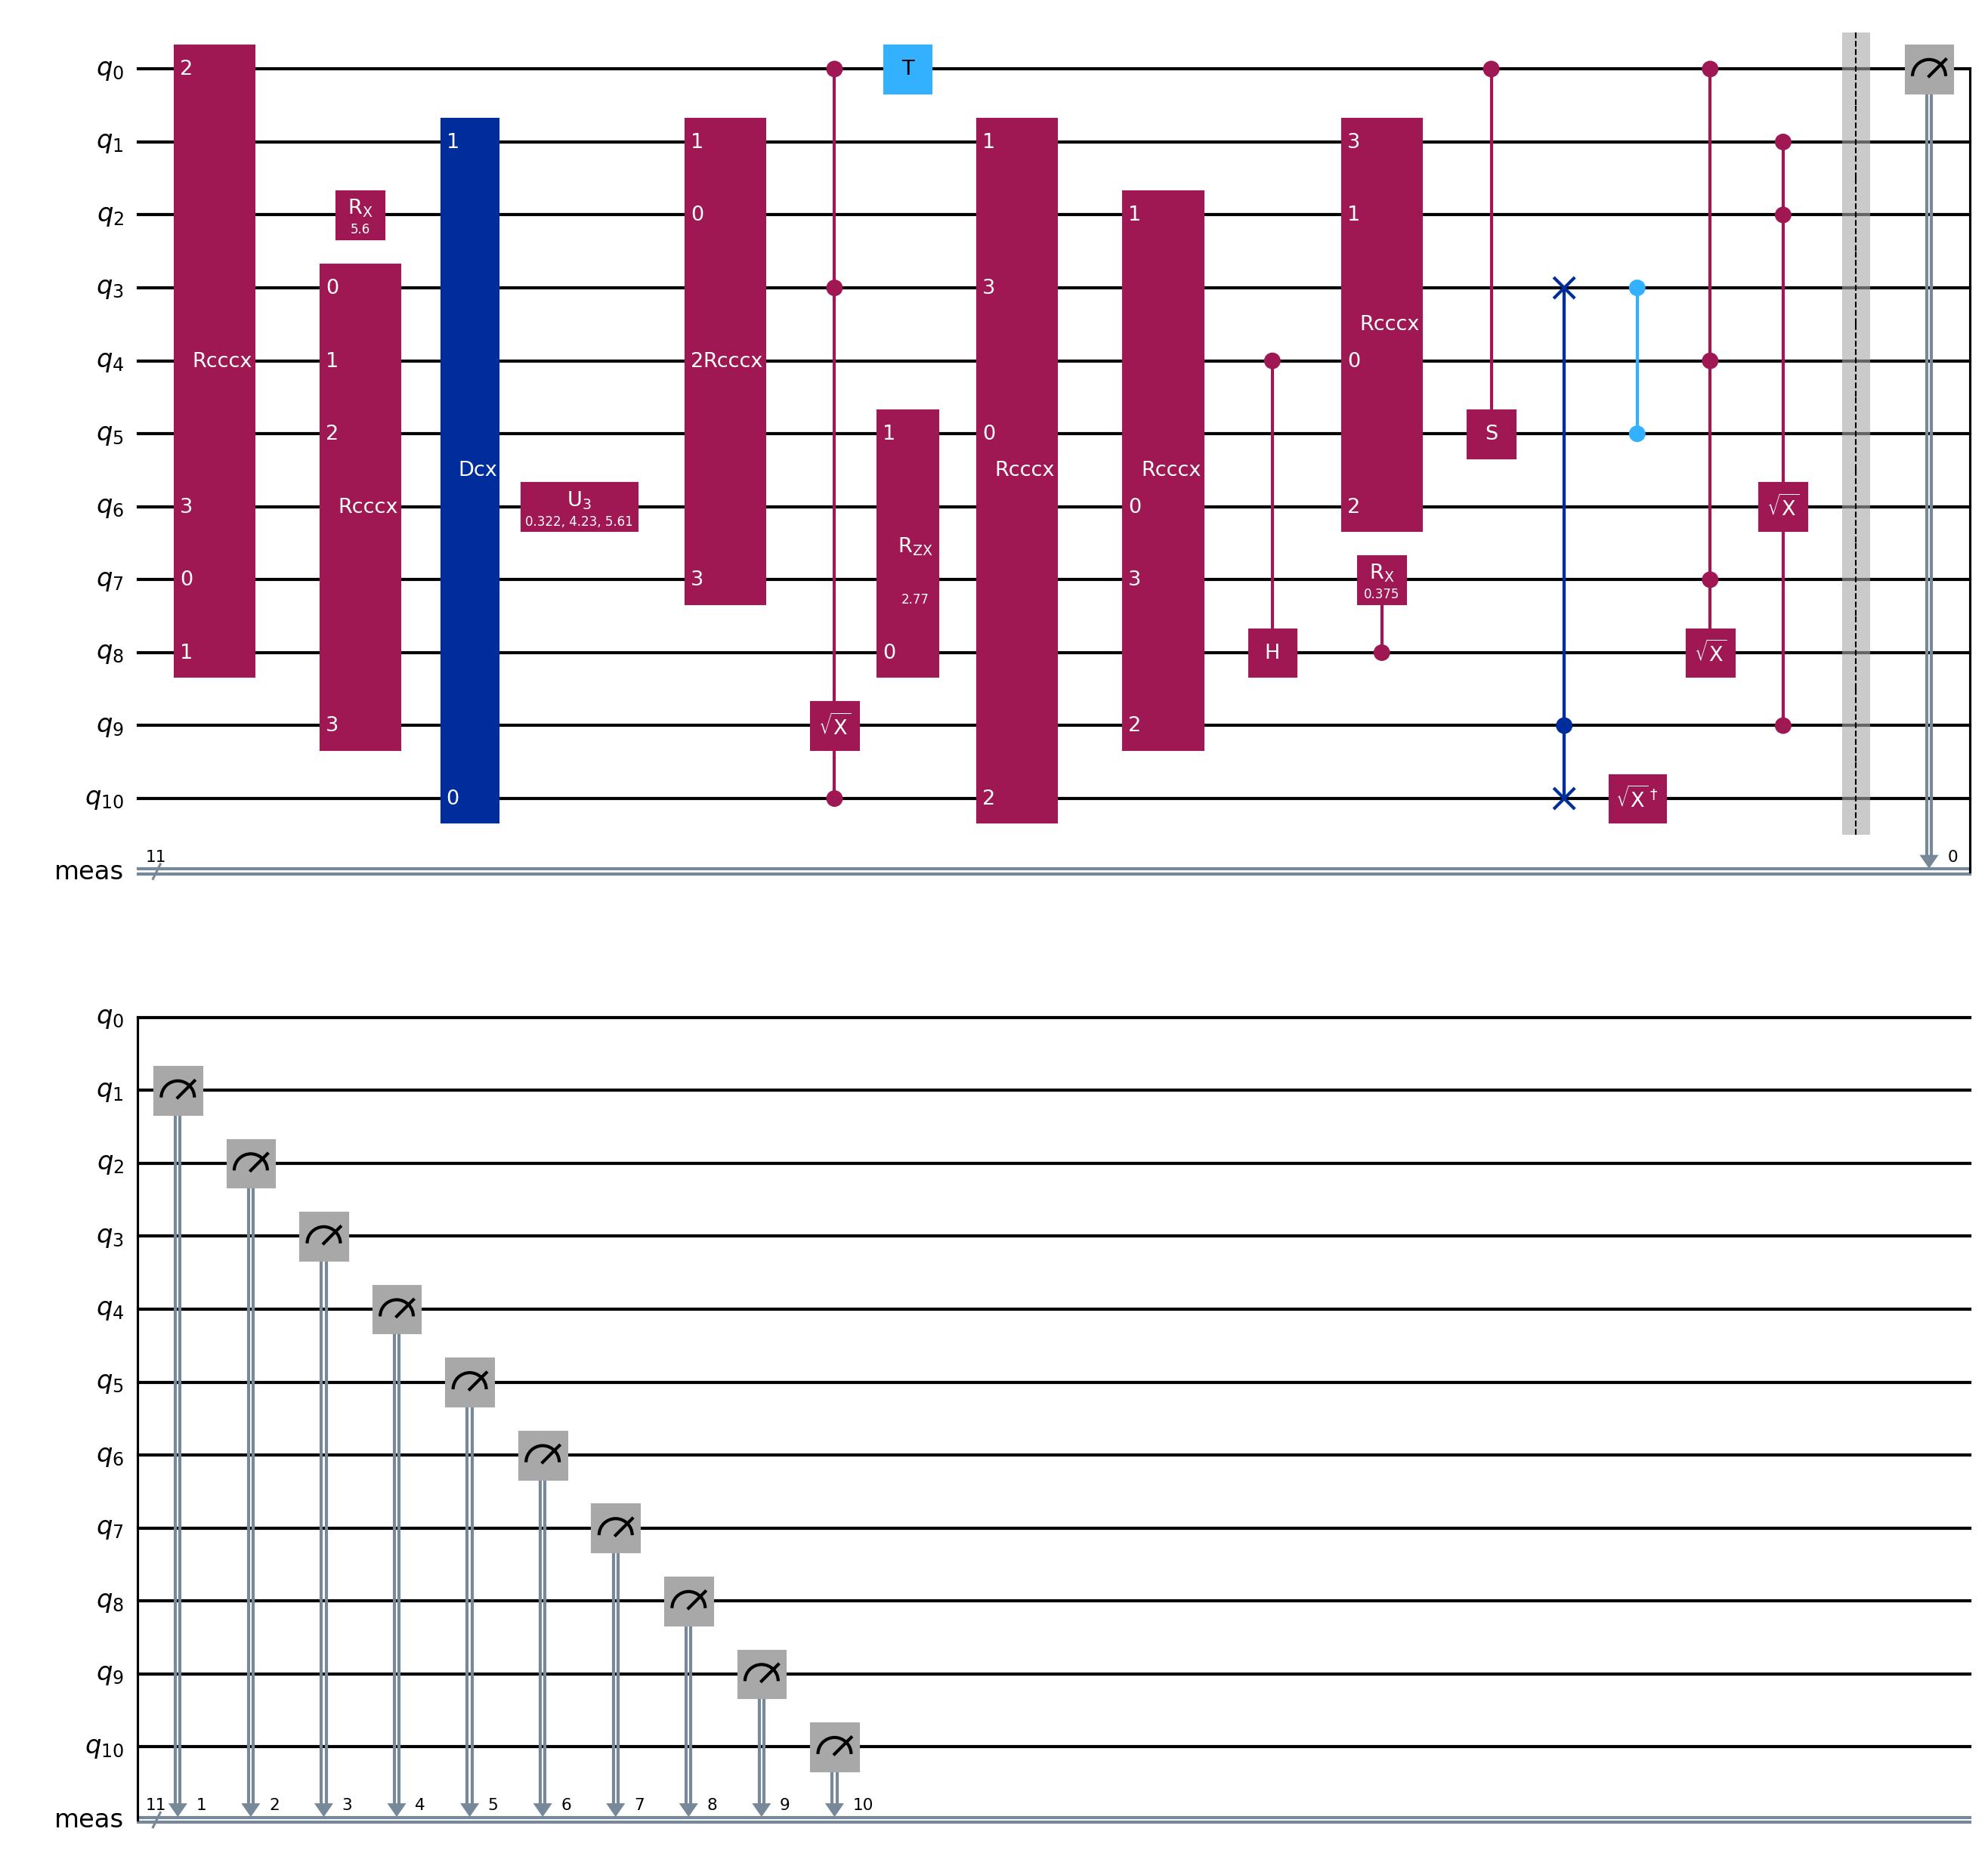 q0 2 T
q1 1 1 1 3
q2 RX 5.6 0 1 1
q3 0 3
q4 Rcccx 1 2Rcccx 0 Rcccx
q5 2 Dcx 1 0 Rcccx Rcccx S
q6 3 Rcccx U3 0.322, 4.23, 5.61 0 2 √X
q7 0 3 RZX 2.77 3 RX 0.375
q8 1 0 H √X
q9 3 √X 2
q10 0 2 √X†
meas 11 0
q0
q1
q2
q3
q4
q5
q6
q7
q8
q9
q10
meas 11 1 2 3 4 5 6 7 8 9 10